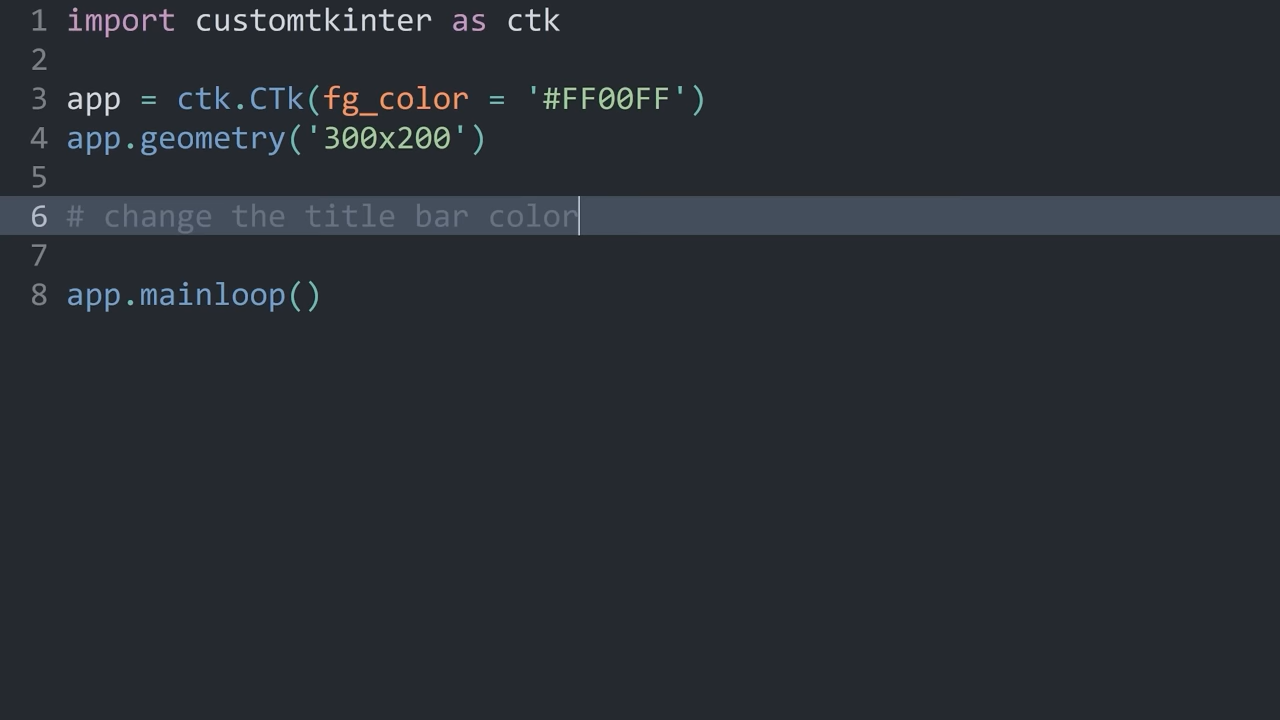 1 import customtkinter as ctk
2
3 app = ctk.CTk(fg_color = '#FF00FF')
4 app.geometry('300x200')
5
6 # change the title bar color
7
8 app.mainloop()